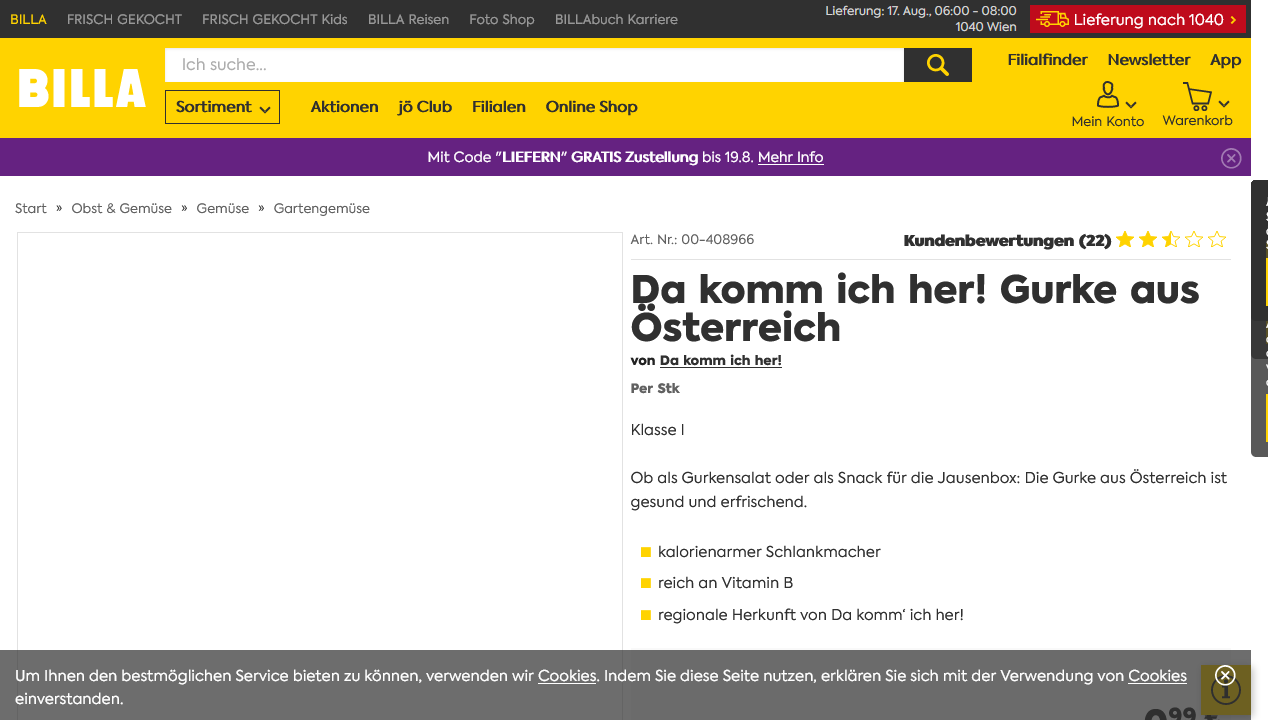 BILLA FRISCH GEKOCHT FRISCH GEKOCHT Kids BILLA Reisen Foto Shop BILLAbuch Karriere
Lieferung: 17. Aug., 06:00 - 08:00
1040 Wien
Lieferung nach 1040
BILLA
Ich suche...
Filialfinder Newsletter App
Sortiment Aktionen jö Club Filialen Online Shop
Mein Konto Warenkorb
Mit Code "LIEFERN" GRATIS Zustellung bis 19.8. Mehr Info
Start » Obst & Gemüse » Gemüse » Gartengemüse
Art. Nr.: 00-408966
Kundenbewertungen (22)
Da komm ich her! Gurke aus
Österreich
von Da komm ich her!
Per Stk
Klasse I
Ob als Gurkensalat oder als Snack für die Jausenbox: Die Gurke aus Österreich ist
gesund und erfrischend.
kalorienarmer Schlankmacher
reich an Vitamin B
regionale Herkunft von Da komm‘ ich her!
Um Ihnen den bestmöglichen Service bieten zu können, verwenden wir Cookies. Indem Sie diese Seite nutzen, erklären Sie sich mit der Verwendung von Cookies
einverstanden.